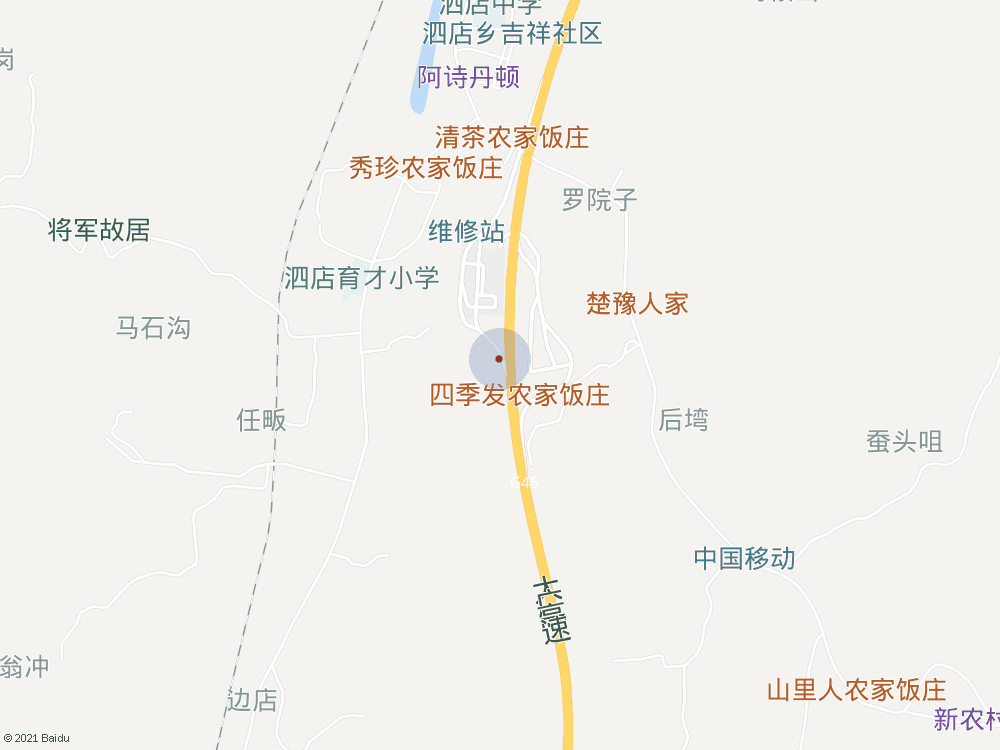 泗店中学
泗店乡吉祥社区
岗
阿诗丹顿
清茶农家饭庄
秀珍农家饭庄
罗院子
将军故居
维修站
泗店育才小学
楚豫人家
马石沟
四季发农家饭庄
任畈
后塆
蚕头咀
G45
中国移动
大广高速
翁冲
山里人农家饭庄
边店
新农村
© 2021 Baidu